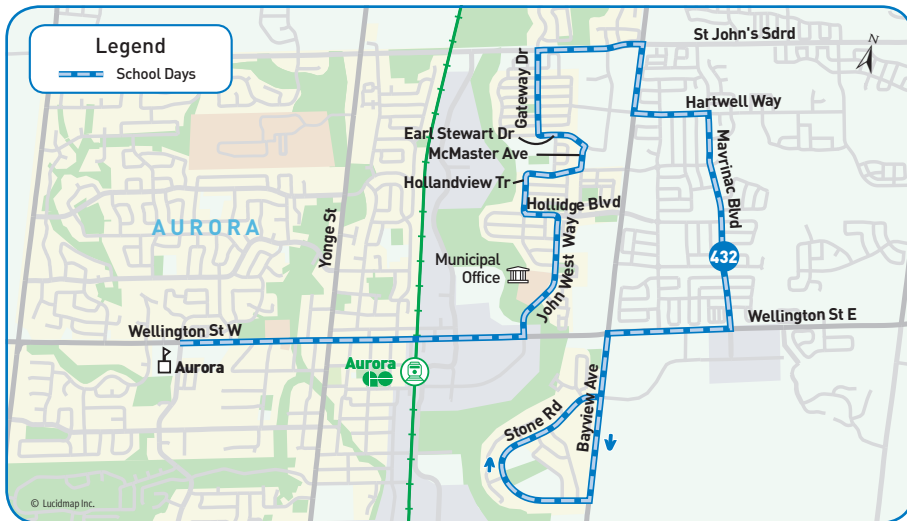 Legend
School Days
N
St John's Sdrd
Gateway Dr
Hartwell Way
Earl Stewart Dr
McMaster Ave
Mavrinac Blvd
Hollandview Tr
Hollidge Blvd
AURORA
Yonge St
432
Municipal
Office
John West Way
Wellington St W
Wellington St E
Aurora
Aurora
GO
Stone Rd
Bayview Ave
© Lucidmap Inc.